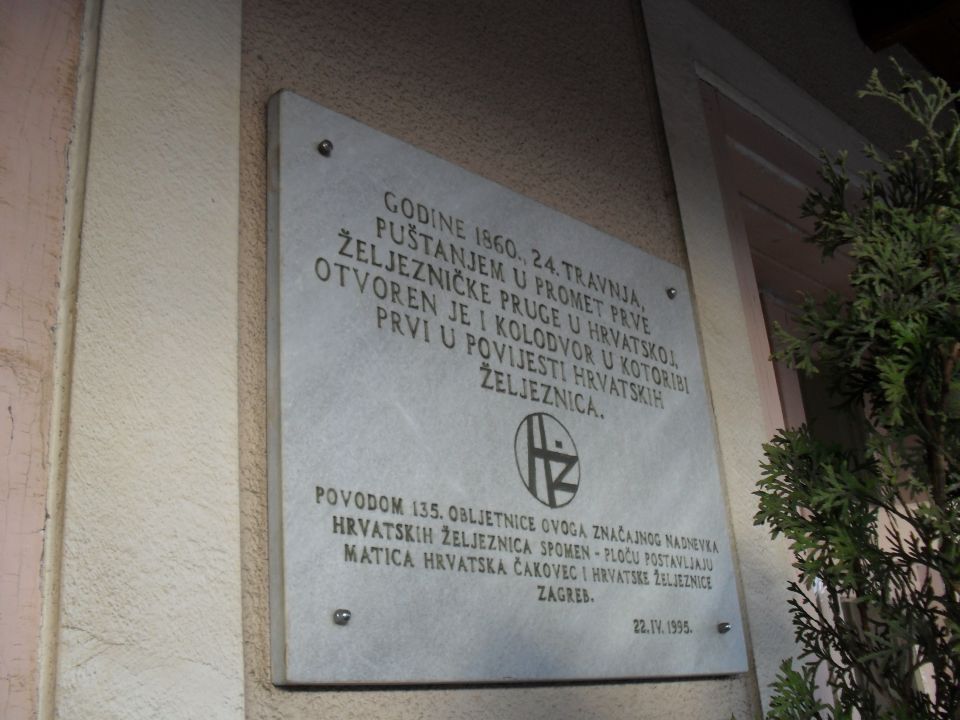 GODINE 1860., 24. TRAVNJA,
PUŠTANJEM U PROMET PRVE
ŽELJEZNIČKE PRUGE U HRVATSKOJ,
OTVOREN JE I KOLODVOR U KOTORIBI
PRVI U POVIJESTI HRVATSKIH
ŽELJEZNICA.
HŽ
POVODOM 135. OBLJETNICE OVOGA ZNAČAJNOG NADNEVKA
HRVATSKIH ŽELJEZNICA SPOMEN - PLOČU POSTAVLJAJU
MATICA HRVATSKA ČAKOVEC I HRVATSKE ŽELJEZNICE
ZAGREB.
22.IV. 1995.